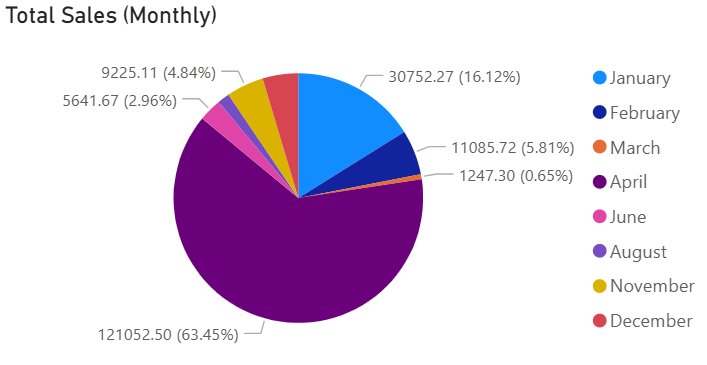 Total Sales (Monthly)
9225.11 (4.84%)
5641.67 (2.96%)
30752.27 (16.12%)
11085.72 (5.81%)
1247.30 (0.65%)
121052.50 (63.45%)
January
February
March
April
June
August
November
December